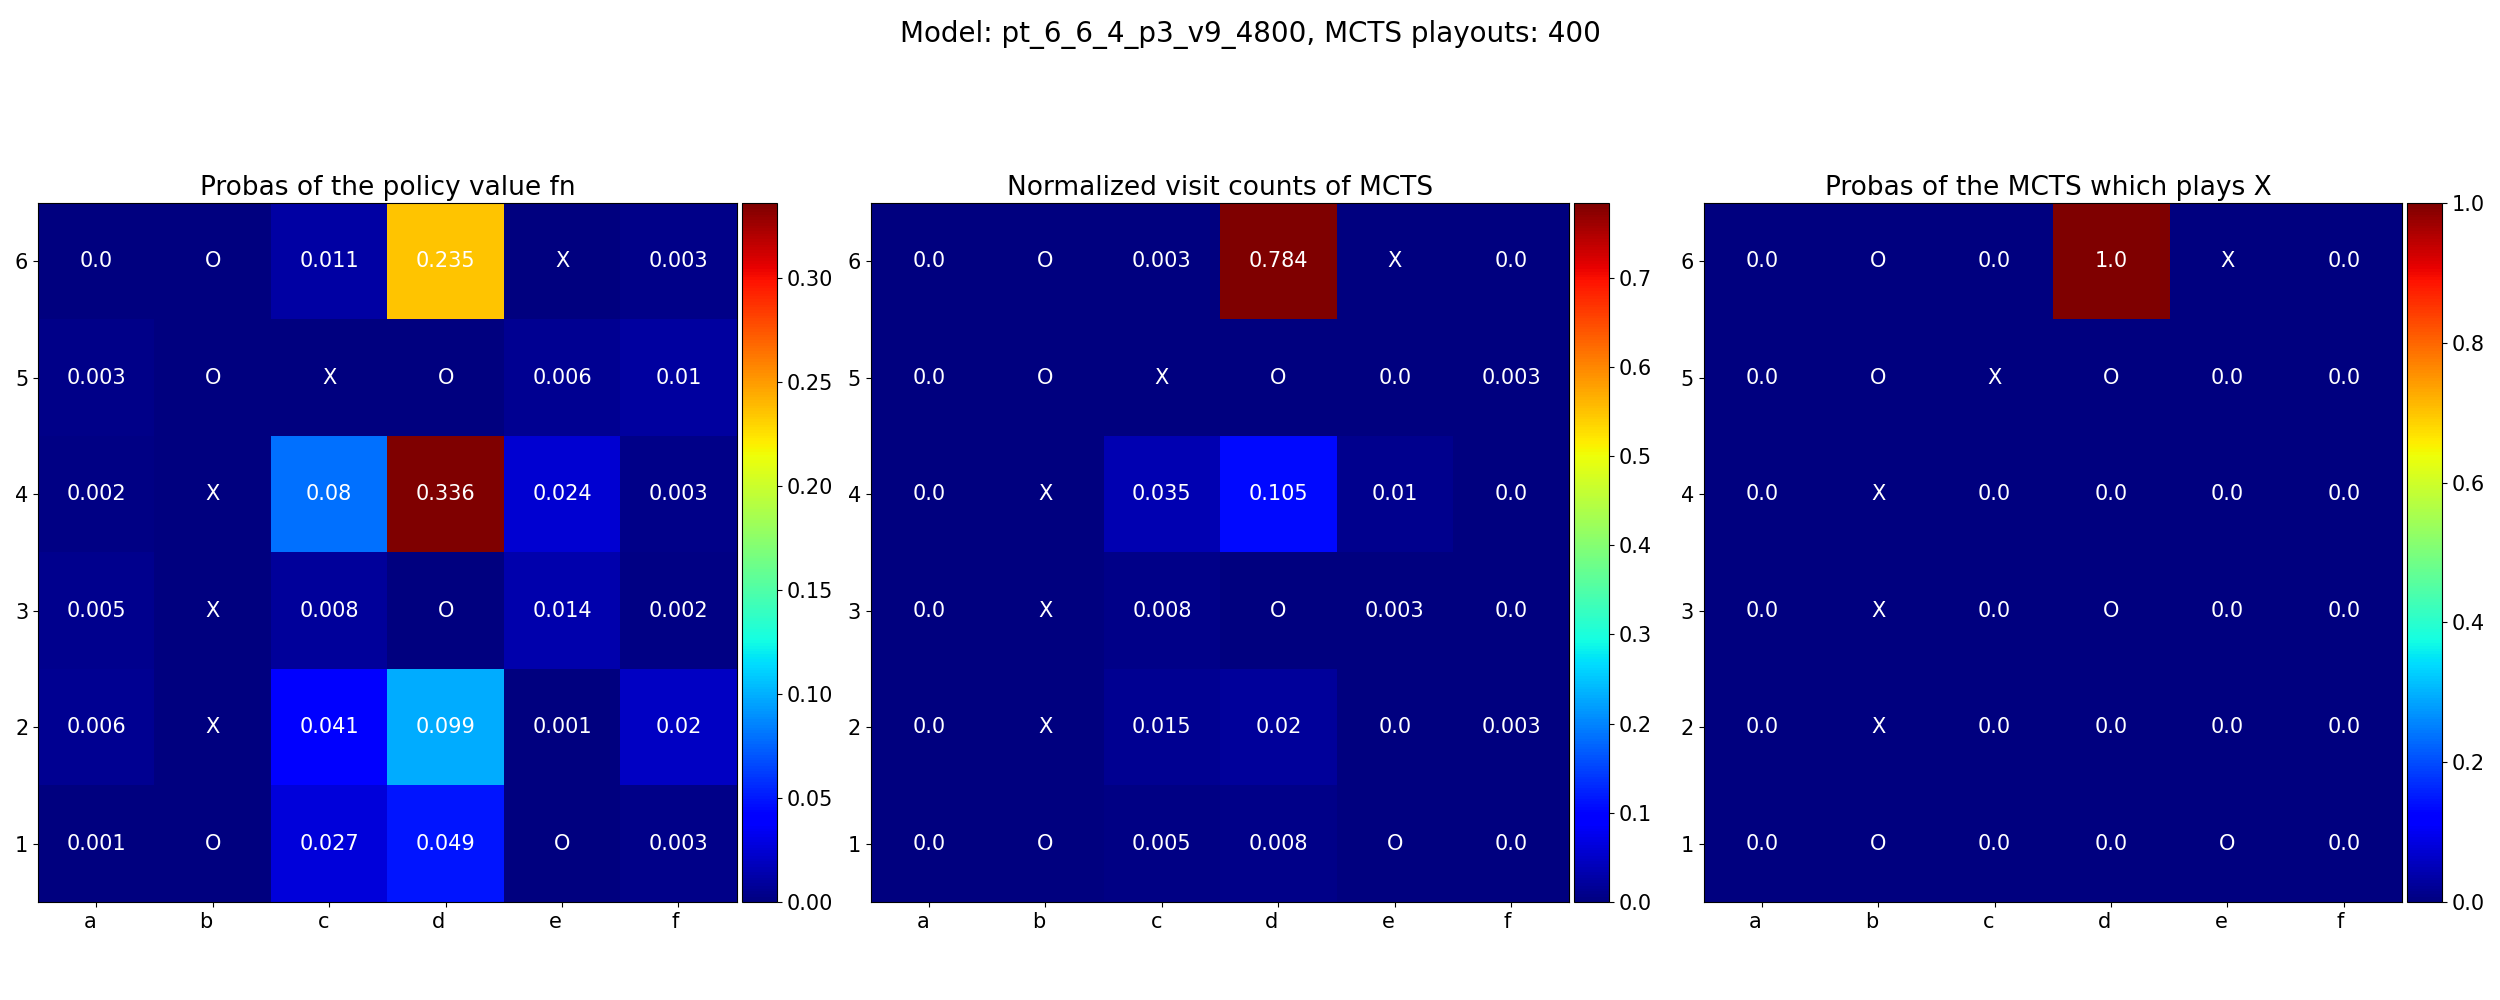 Model: pt_6_6_4_p3_v9_4800, MCTS playouts: 400
Probas of the policy value fn
6 0.0 O 0.011 0.235 X 0.003
5 0.003 O X O 0.006 0.01
4 0.002 X 0.08 0.336 0.024 0.003
3 0.005 X 0.008 O 0.014 0.002
2 0.006 X 0.041 0.099 0.001 0.02
1 0.001 O 0.027 0.049 O 0.003
a b c d e f
0.30
0.25
0.20
0.15
0.10
0.05
0.00
Normalized visit counts of MCTS
6 0.0 O 0.003 0.784 X 0.0
5 0.0 O X O 0.0 0.003
4 0.0 X 0.035 0.105 0.01 0.0
3 0.0 X 0.008 O 0.003 0.0
2 0.0 X 0.015 0.02 0.0 0.003
1 0.0 O 0.005 0.008 O 0.0
a b c d e f
0.7
0.6
0.5
0.4
0.3
0.2
0.1
0.0
Probas of the MCTS which plays X
6 0.0 O 0.0 1.0 X 0.0
5 0.0 O X O 0.0 0.0
4 0.0 X 0.0 0.0 0.0 0.0
3 0.0 X 0.0 O 0.0 0.0
2 0.0 X 0.0 0.0 0.0 0.0
1 0.0 O 0.0 0.0 O 0.0
a b c d e f
1.0
0.8
0.6
0.4
0.2
0.0